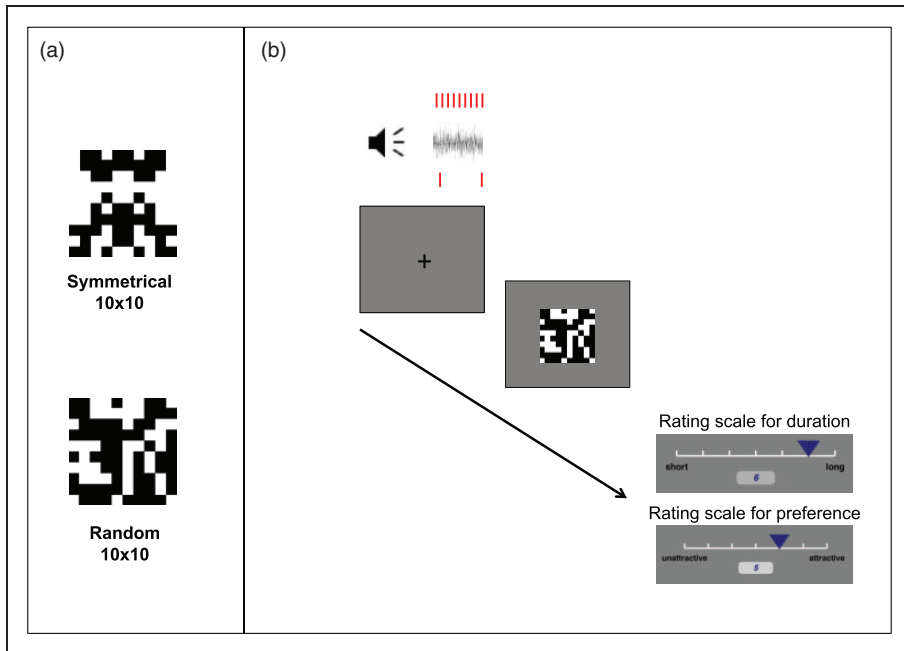 (a)
Symmetrical
10x10
Random
10x10
(b)
Rating scale for duration
short
long
6
Rating scale for preference
unattractive
attractive
5